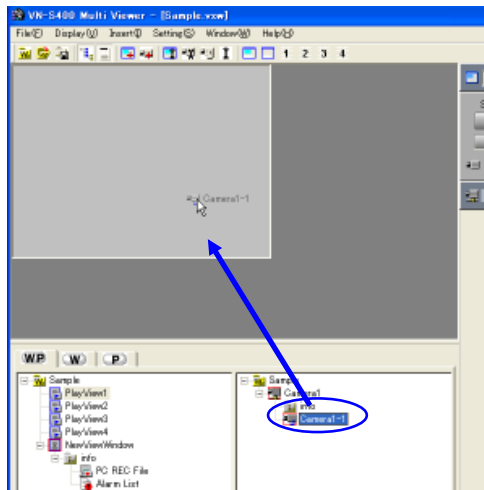 VN-S400 Multi Viewer - [Sample.vxw]
File(F) Display(U) Insert(I) Setting(S) Window(W) Help(H)
1 2 3 4
S
Camera1-1
W.P W P
Sample
PlayView1
PlayView2
PlayView3
PlayView4
NewViewWindow
info
PC REC File
Alarm List
Sample
Camera1
info
Camera1-1